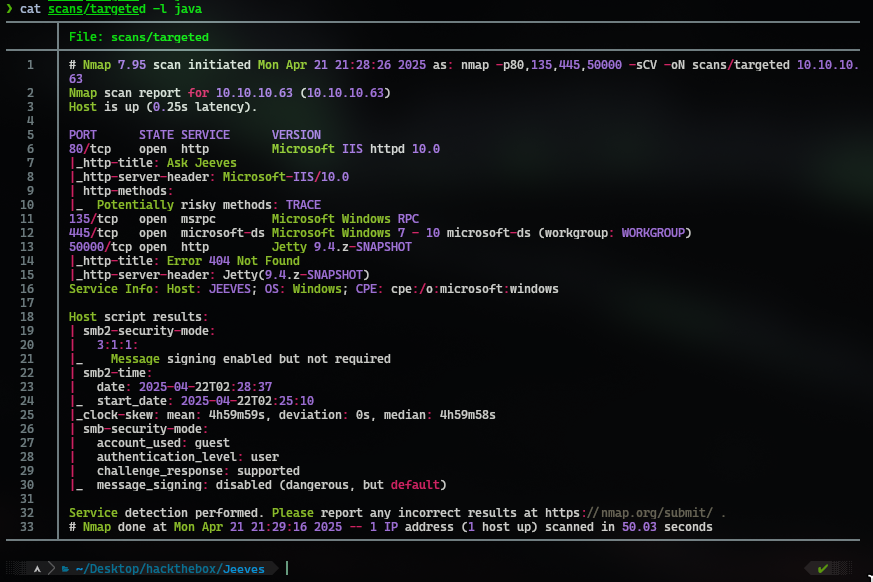 ❯ cat scans/targeted -l java
File: scans/targeted
1 # Nmap 7.95 scan initiated Mon Apr 21 21:28:26 2025 as: nmap -p80,135,445,50000 -sCV -oN scans/targeted 10.10.10.
63
2 Nmap scan report for 10.10.10.63 (10.10.10.63)
3 Host is up (0.25s latency).
4
5 PORT      STATE SERVICE      VERSION
6 80/tcp    open  http         Microsoft IIS httpd 10.0
7 |_http-title: Ask Jeeves
8 |_http-server-header: Microsoft-IIS/10.0
9 | http-methods:
10 |_  Potentially risky methods: TRACE
11 135/tcp   open  msrpc        Microsoft Windows RPC
12 445/tcp   open  microsoft-ds Microsoft Windows 7 - 10 microsoft-ds (workgroup: WORKGROUP)
13 50000/tcp open  http         Jetty 9.4.z-SNAPSHOT
14 |_http-title: Error 404 Not Found
15 |_http-server-header: Jetty(9.4.z-SNAPSHOT)
16 Service Info: Host: JEEVES; OS: Windows; CPE: cpe:/o:microsoft:windows
17
18 Host script results:
19 | smb2-security-mode:
20 |   3:1:1:
21 |_    Message signing enabled but not required
22 | smb2-time:
23 |   date: 2025-04-22T02:28:37
24 |_  start_date: 2025-04-22T02:25:10
25 |_clock-skew: mean: 4h59m59s, deviation: 0s, median: 4h59m58s
26 | smb-security-mode:
27 |   account_used: guest
28 |   authentication_level: user
29 |   challenge_response: supported
30 |_  message_signing: disabled (dangerous, but default)
31
32 Service detection performed. Please report any incorrect results at https://nmap.org/submit/ .
33 # Nmap done at Mon Apr 21 21:29:16 2025 -- 1 IP address (1 host up) scanned in 50.03 seconds
~/Desktop/hackthebox/Jeeves